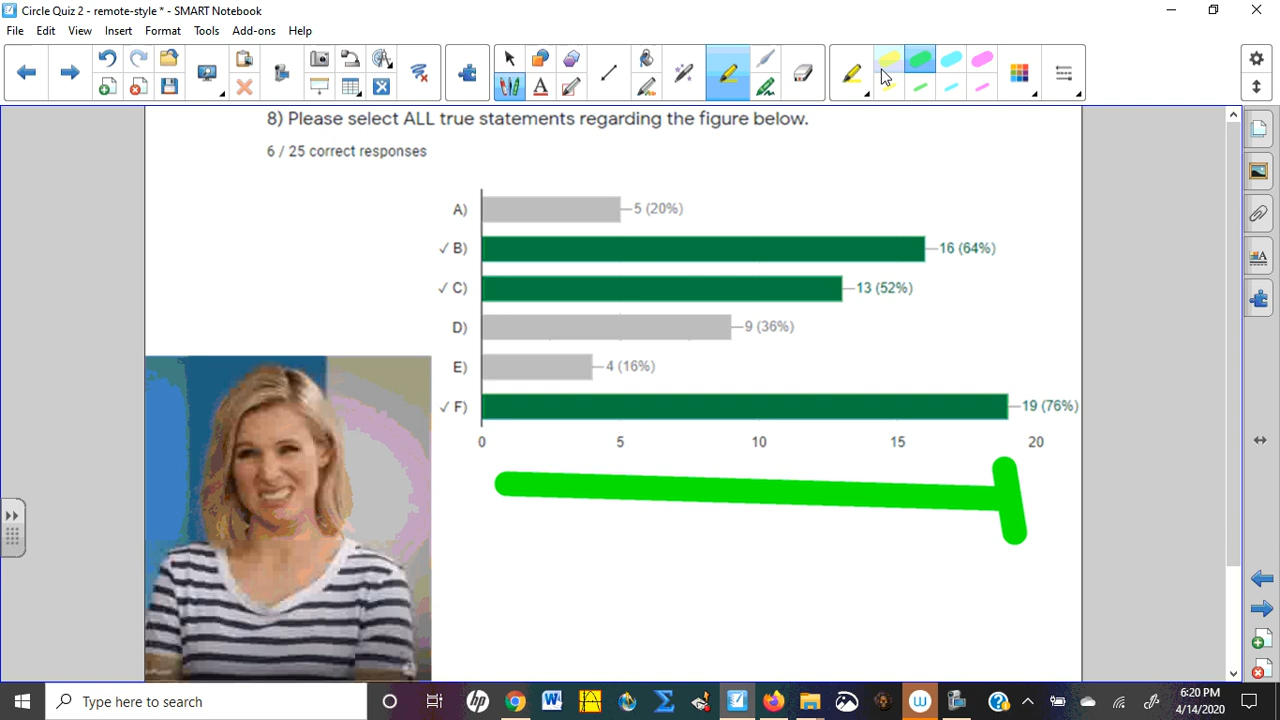 Circle Quiz 2 - remote-style * - SMART Notebook
File Edit View Insert Format Tools Add-ons Help
8) Please select ALL true statements regarding the figure below.
6 / 25 correct responses
A) 5 (20%)
✓ B) 16 (64%)
✓ C) 13 (52%)
D) 9 (36%)
E) 4 (16%)
✓ F) 19 (76%)
0 5 10 15 20
Type here to search
6:20 PM
4/14/2020